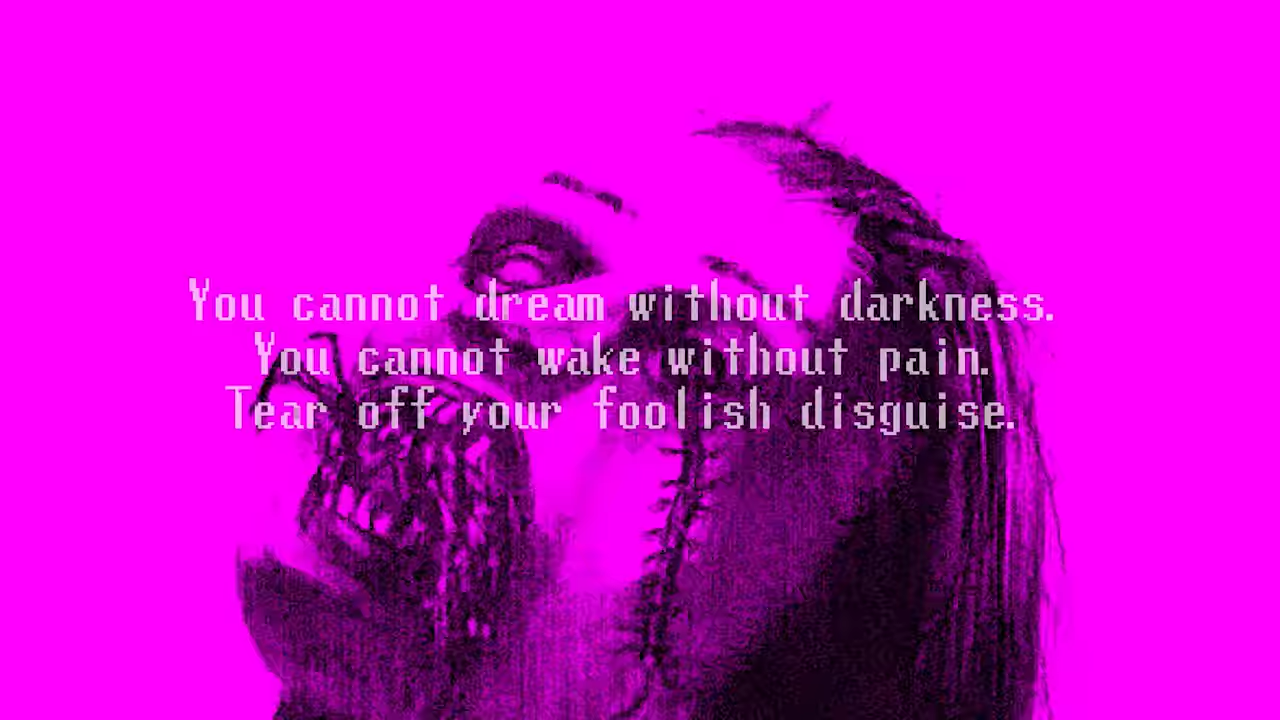 You cannot dream without darkness.
You cannot wake without pain.
Tear off your foolish disguise.